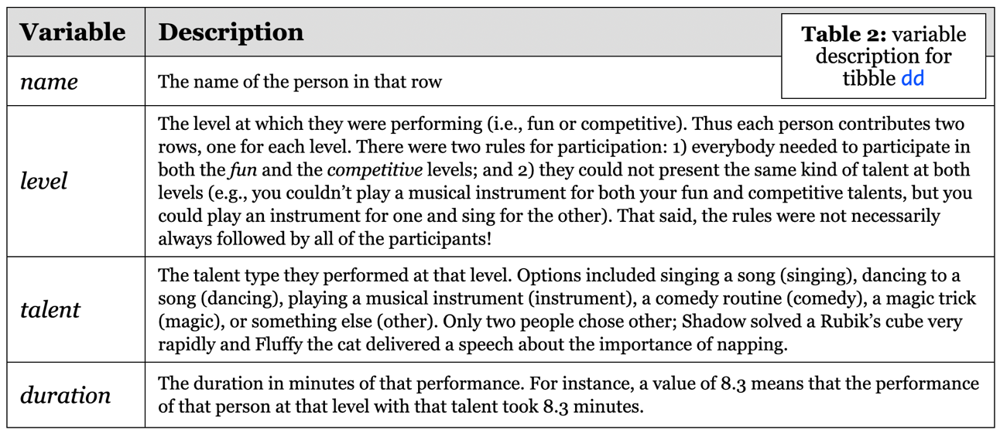 Variable
Description
Table 2: variable
description for
tibble dd
name
The name of the person in that row
level
The level at which they were performing (i.e., fun or competitive). Thus each person contributes two
rows, one for each level. There were two rules for participation: 1) everybody needed to participate in
both the fun and the competitive levels; and 2) they could not present the same kind of talent at both
levels (e.g., you couldn’t play a musical instrument for both your fun and competitive talents, but you
could play an instrument for one and sing for the other). That said, the rules were not necessarily
always followed by all of the participants!
talent
The talent type they performed at that level. Options included singing a song (singing), dancing to a
song (dancing), playing a musical instrument (instrument), a comedy routine (comedy), a magic trick
(magic), or something else (other). Only two people chose other; Shadow solved a Rubik’s cube very
rapidly and Fluffy the cat delivered a speech about the importance of napping.
duration
The duration in minutes of that performance. For instance, a value of 8.3 means that the performance
of that person at that level with that talent took 8.3 minutes.